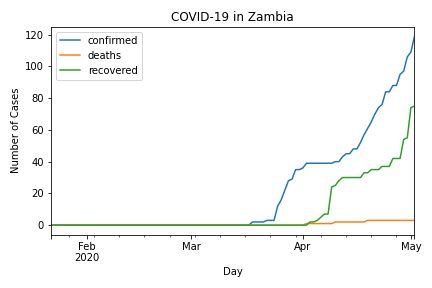 COVID-19 in Zambia
confirmed
deaths
recovered
Number of Cases
120
100
80
60
40
20
0
Feb
2020
Mar
Apr
May
Day